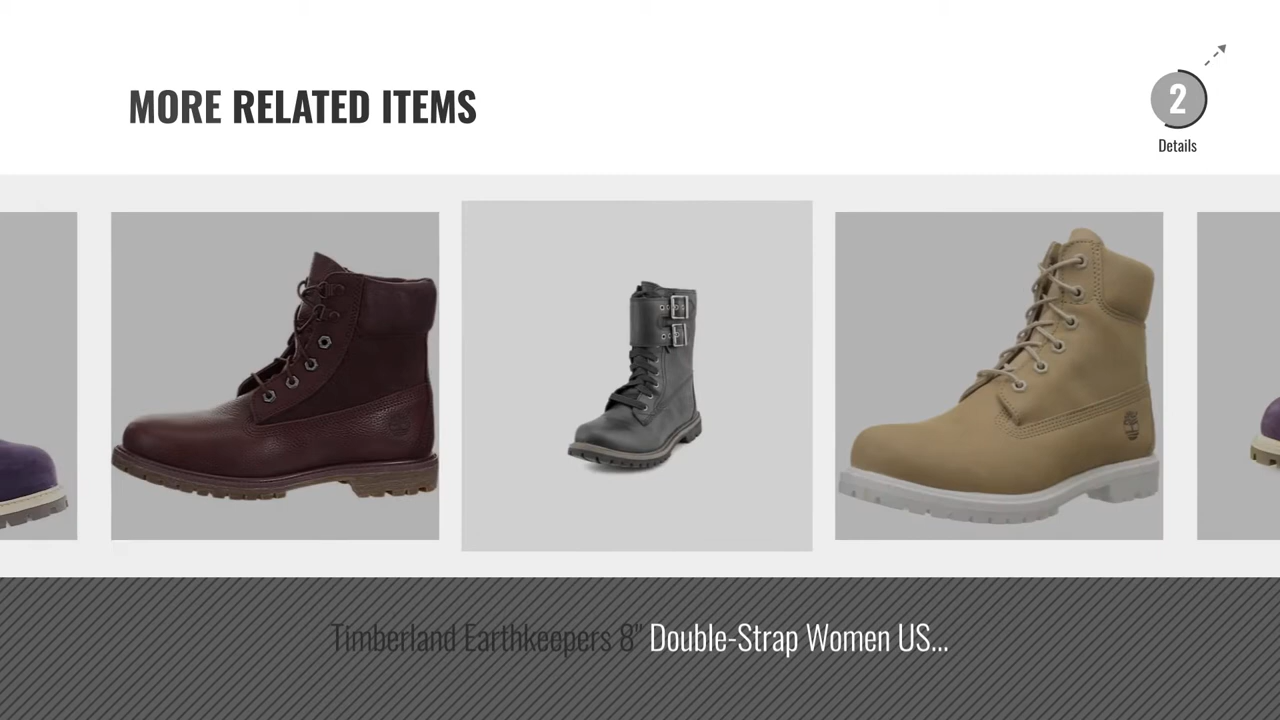 MORE RELATED ITEMS
2
Details
Timberland Earthkeepers 8" Double-Strap Women US...